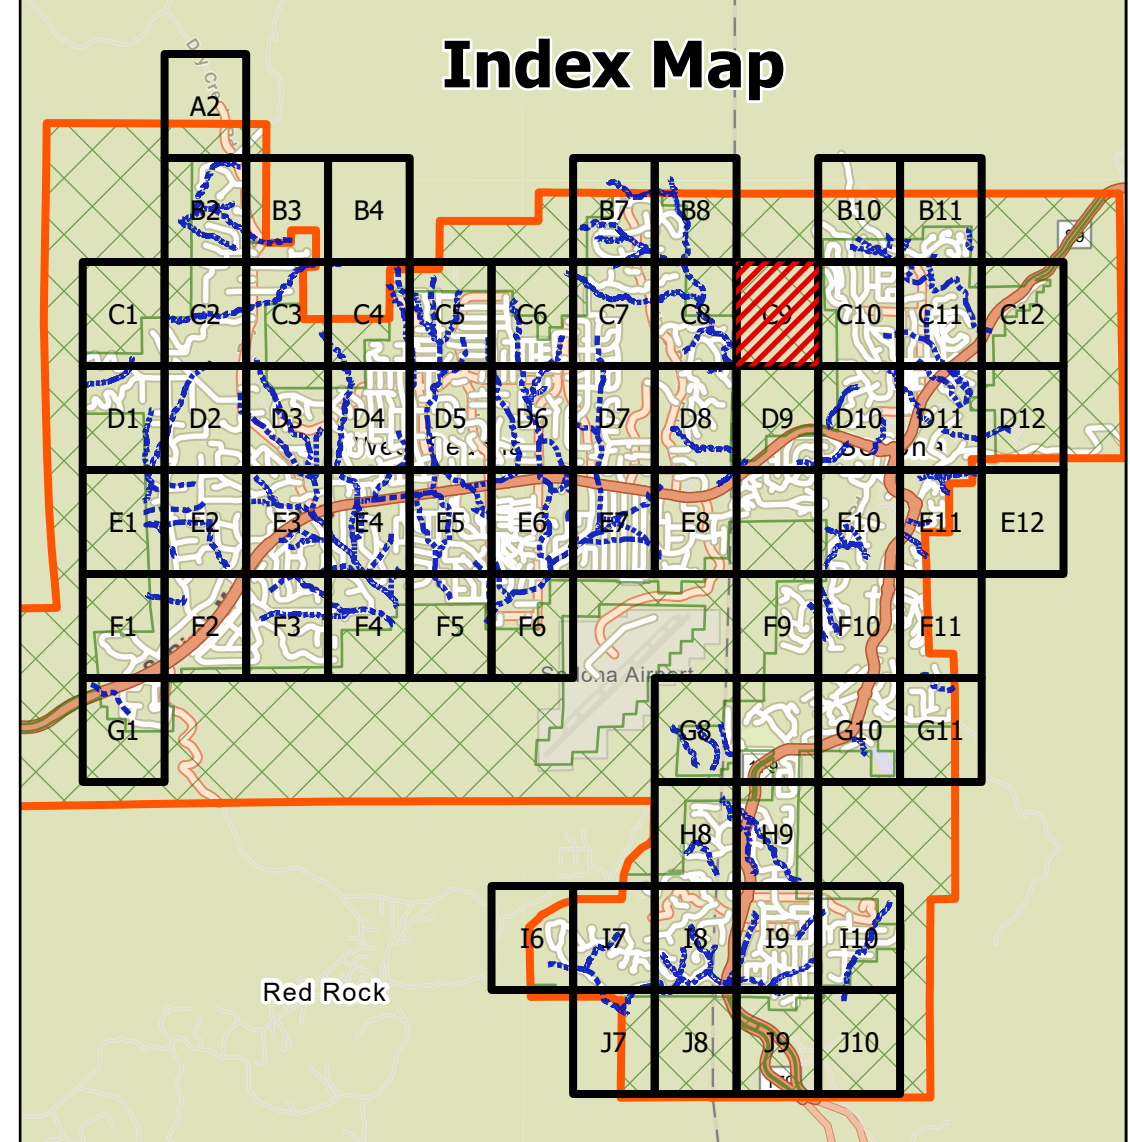 Index Map
A2
B2 B3 B4 B7 B8 B10 B11
C1 C2 C3 C4 C5 C6 C7 C8 C9 C10 C11 C12
D1 D2 D3 D4 D5 D6 D7 D8 D9 D10 D11 D12
E1 E2 E3 E4 E5 E6 E7 E8 E10 E11 E12
F1 F2 F3 F4 F5 F6 F9 F10 F11
Sedona Airport
G1 G8 G10 G11
H8 H9
I6 I7 I8 I9 I10
Red Rock
J7 J8 J9 J10